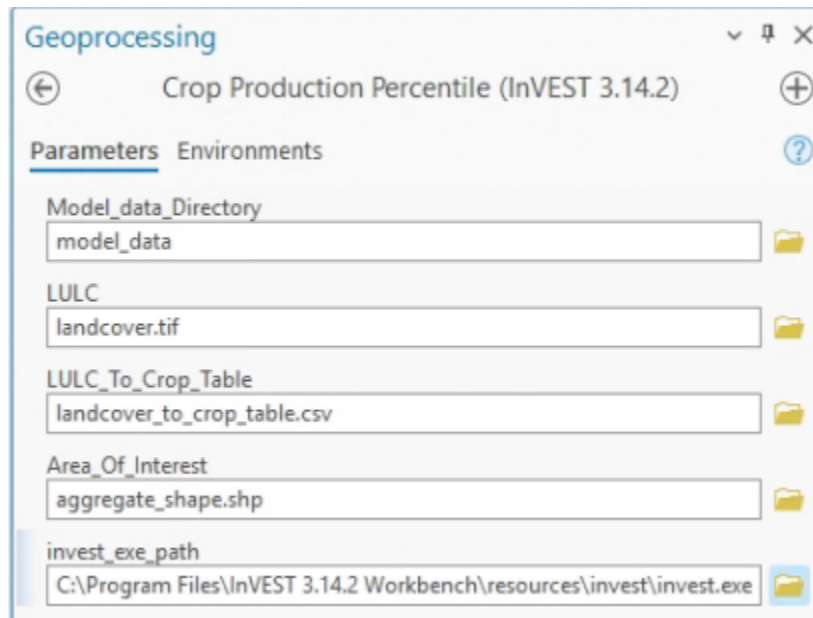 Geoprocessing
Crop Production Percentile (InVEST 3.14.2)
Parameters Environments
?
Model_data_Directory
model_data
LULC
landcover.tif
LULC_To_Crop_Table
landcover_to_crop_table.csv
Area_Of_Interest
aggregate_shape.shp
invest_exe_path
C:\Program Files\InVEST 3.14.2 Workbench\resources\invest\invest.exe